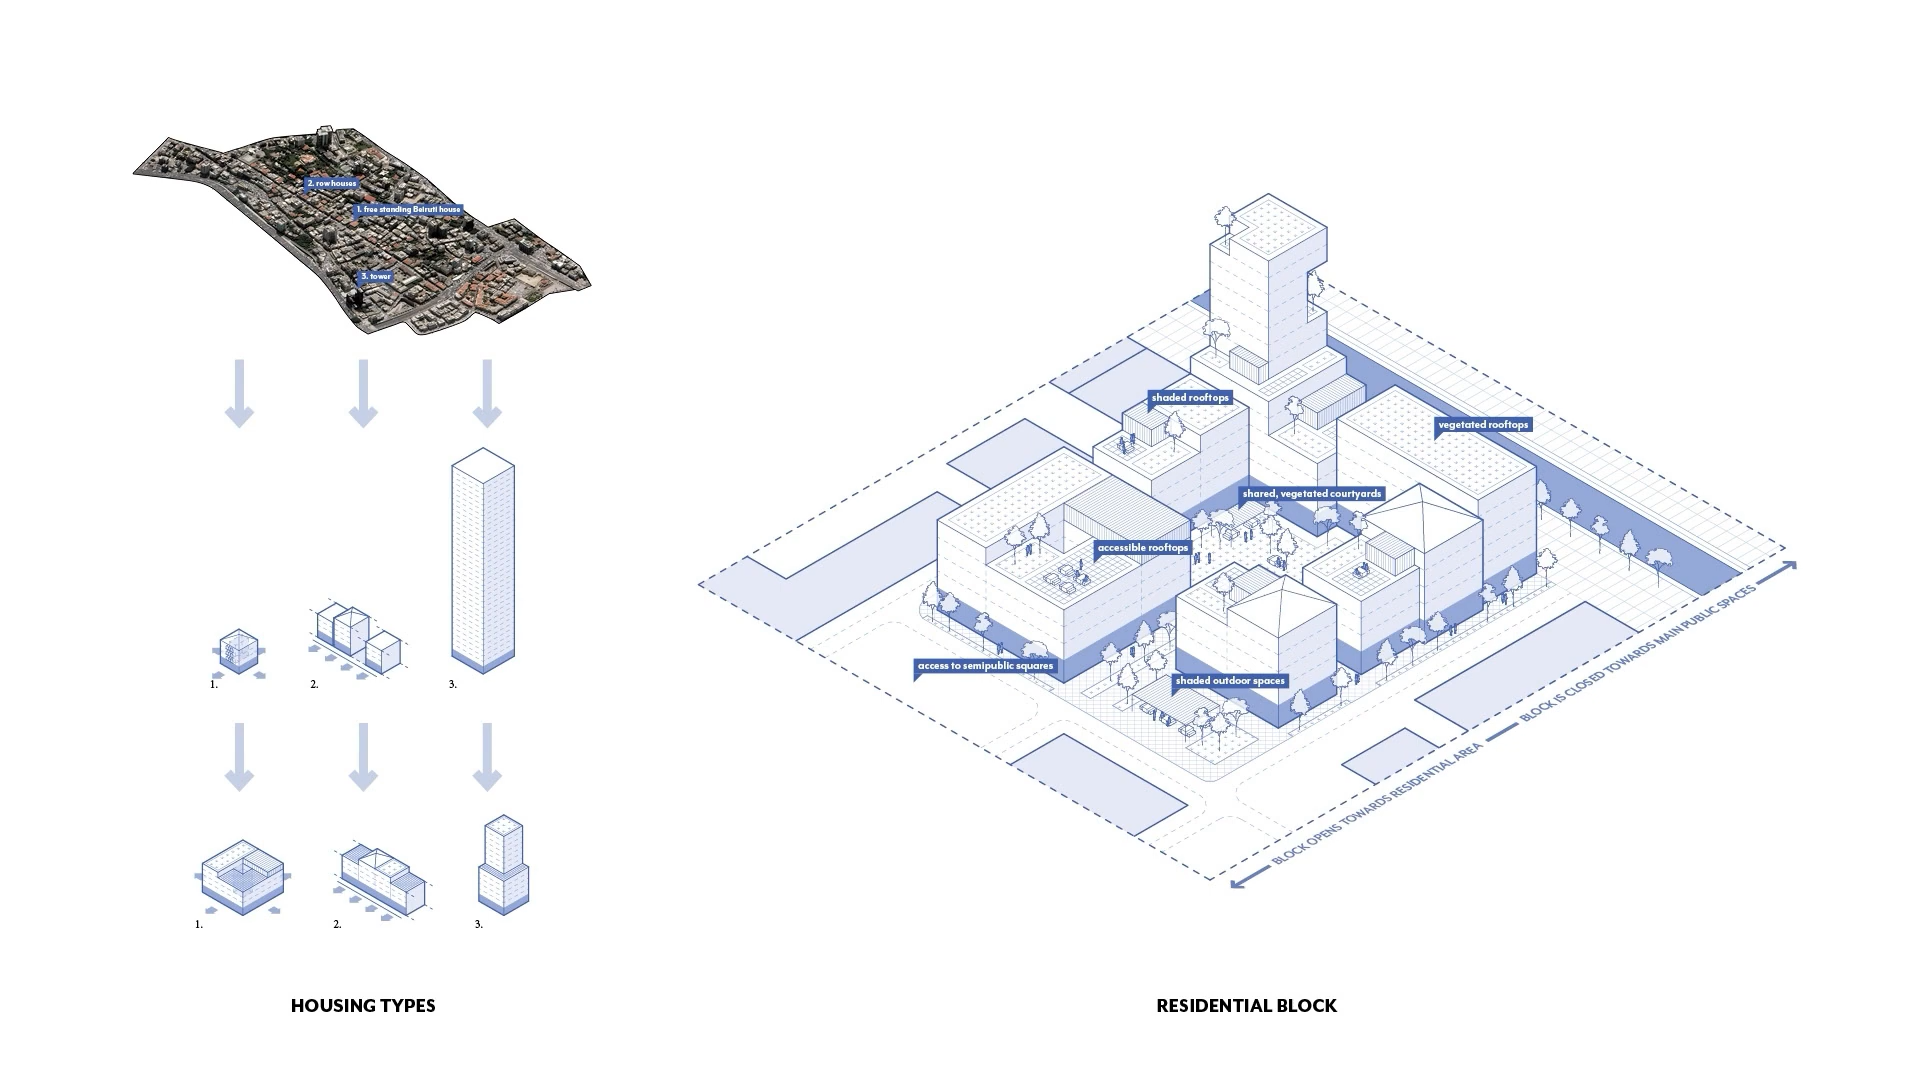 2. row houses
1. free standing Beiruti house
3. tower
1.
2.
3.
1.
2.
3.
HOUSING TYPES
shaded rooftops
vegetated rooftops
shared, vegetated courtyards
accessible rooftops
access to semipublic squares
shaded outdoor spaces
BLOCK OPENS TOWARDS RESIDENTIAL AREA
BLOCK IS CLOSED TOWARDS MAIN PUBLIC SPACES
RESIDENTIAL BLOCK